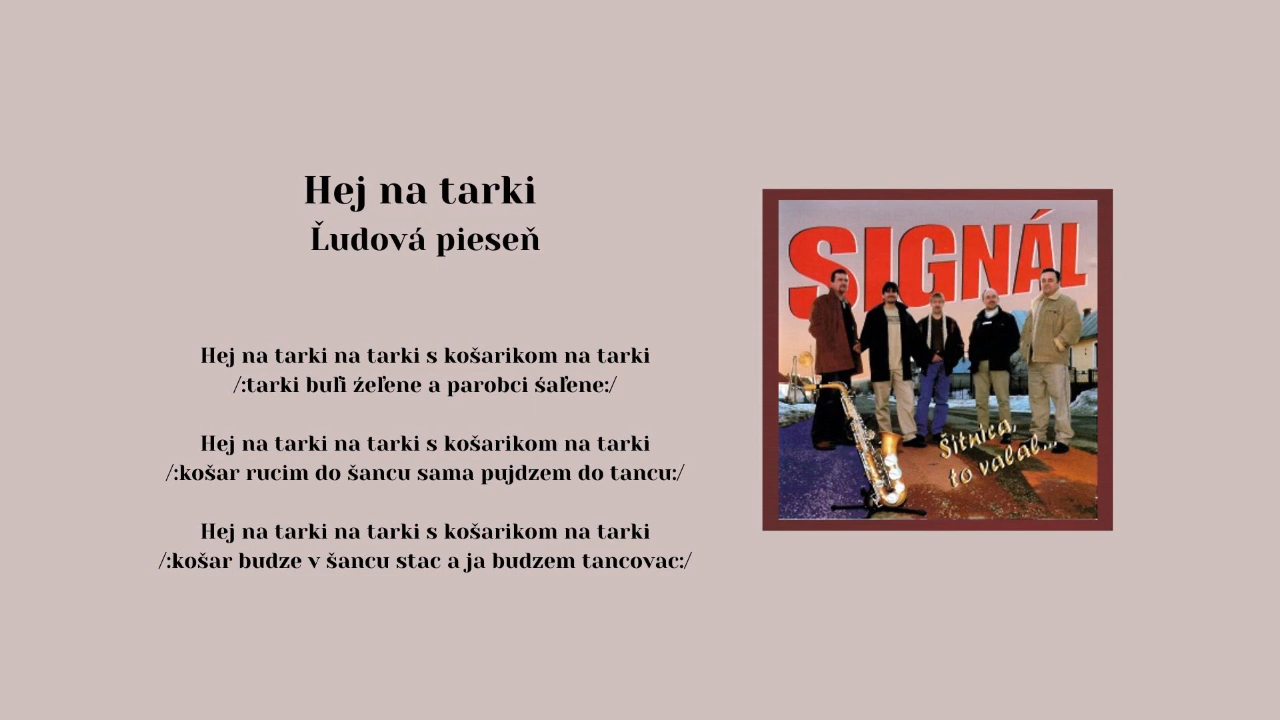 Hej na tarki
Ľudová pieseň
Hej na tarki na tarki s košarikom na tarki
/:tarki buľi źeľene a parobci śaľene:/
Hej na tarki na tarki s košarikom na tarki
/:košar rucim do šancu sama pujdzem do tancu:/
Hej na tarki na tarki s košarikom na tarki
/:košar budze v šancu stac a ja budzem tancovac:/
SIGNÁL
Šitnica,
to valal...